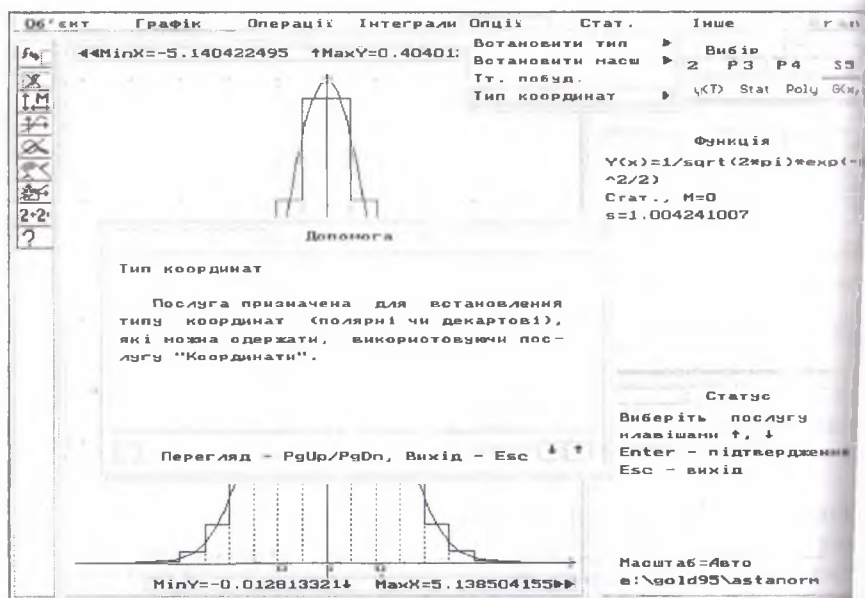 Об'єкт Графік Операції Інтеграли Опції Стат. Інше
◄◄MinX=-5.140422495 ↑MaxY=0.40401
Встановити тип ►
Встановити масш ►
Тт. побуд.
Тип координат ►
Вибір
2 P3 P4 S5
Stat Poly G(x,
2+2
?
Функція
Y(x)=1/sqrt(2*pi)*exp(-
^2/2)
Стат., M=0
s=1.004241007
Допомога
Тип координат
Послуга призначена для встановлення
типу координат (полярні чи декартові),
які можна одержати, використовуючи пос-
лугу "Координати".
Перегляд - PgUp/PgDn, Вихід - Esc ↓ ↑
Статус
Виберіть послугу
клавішами ↑, ↓
Enter - підтвердження
Esc - вихід
Масштаб=Авто
e:\gold95\astanorm
MinY=-0.012813321↓ MaxX=5.138504155►►